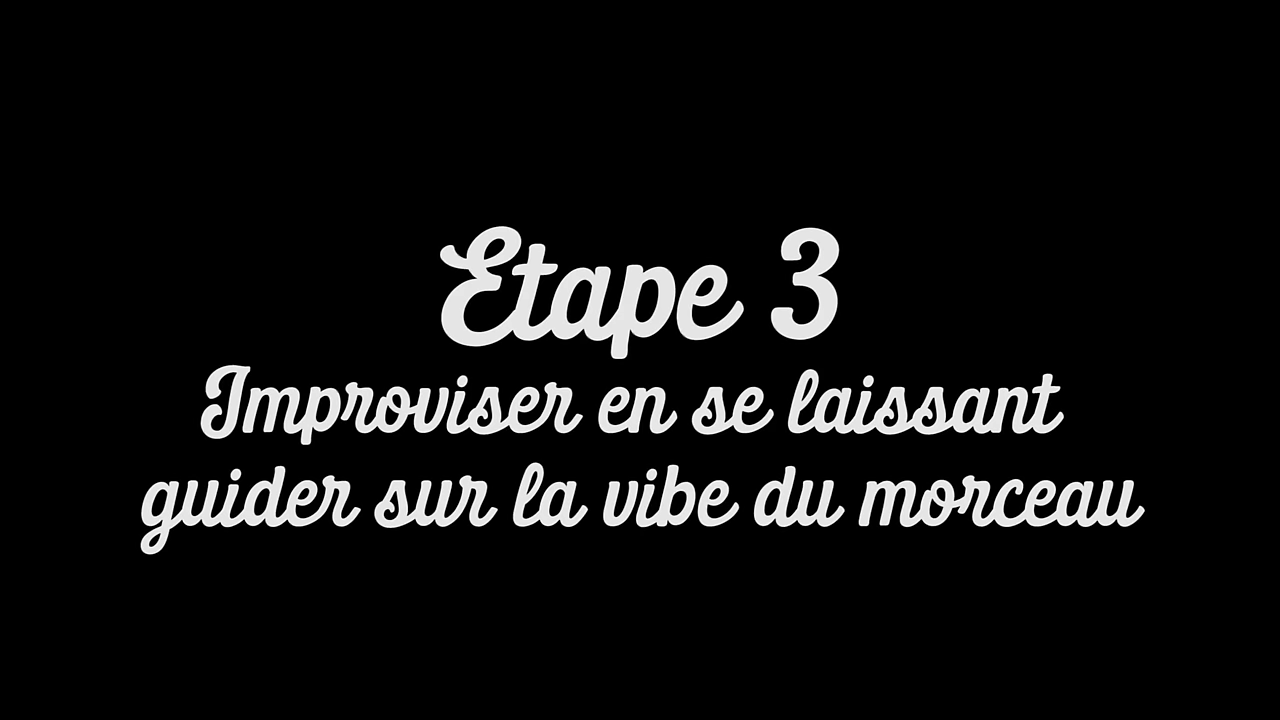 Etape 3
Improviser en se laissant
guider sur la vibe du morceau